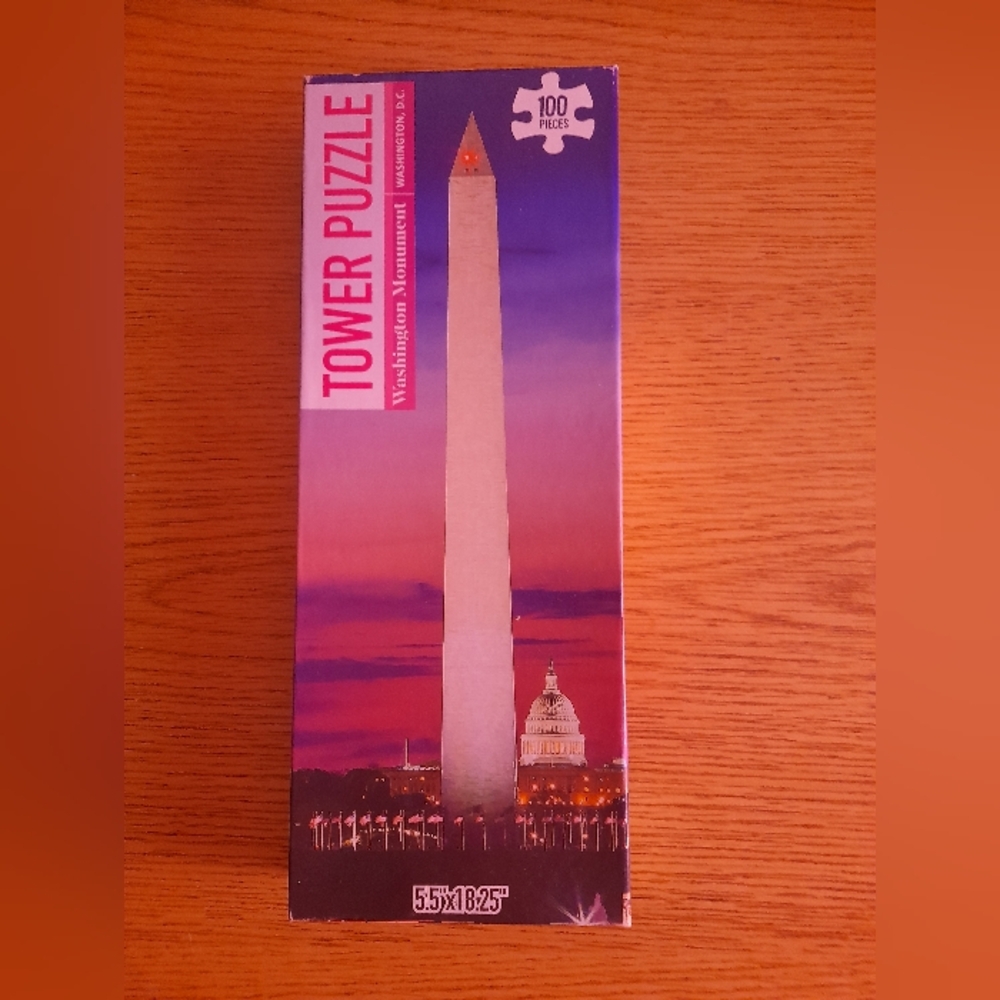 TOWER PUZZLE
Washington Monument | WASHINGTON, D.C.
100
PIECES
5.5"x18.25"